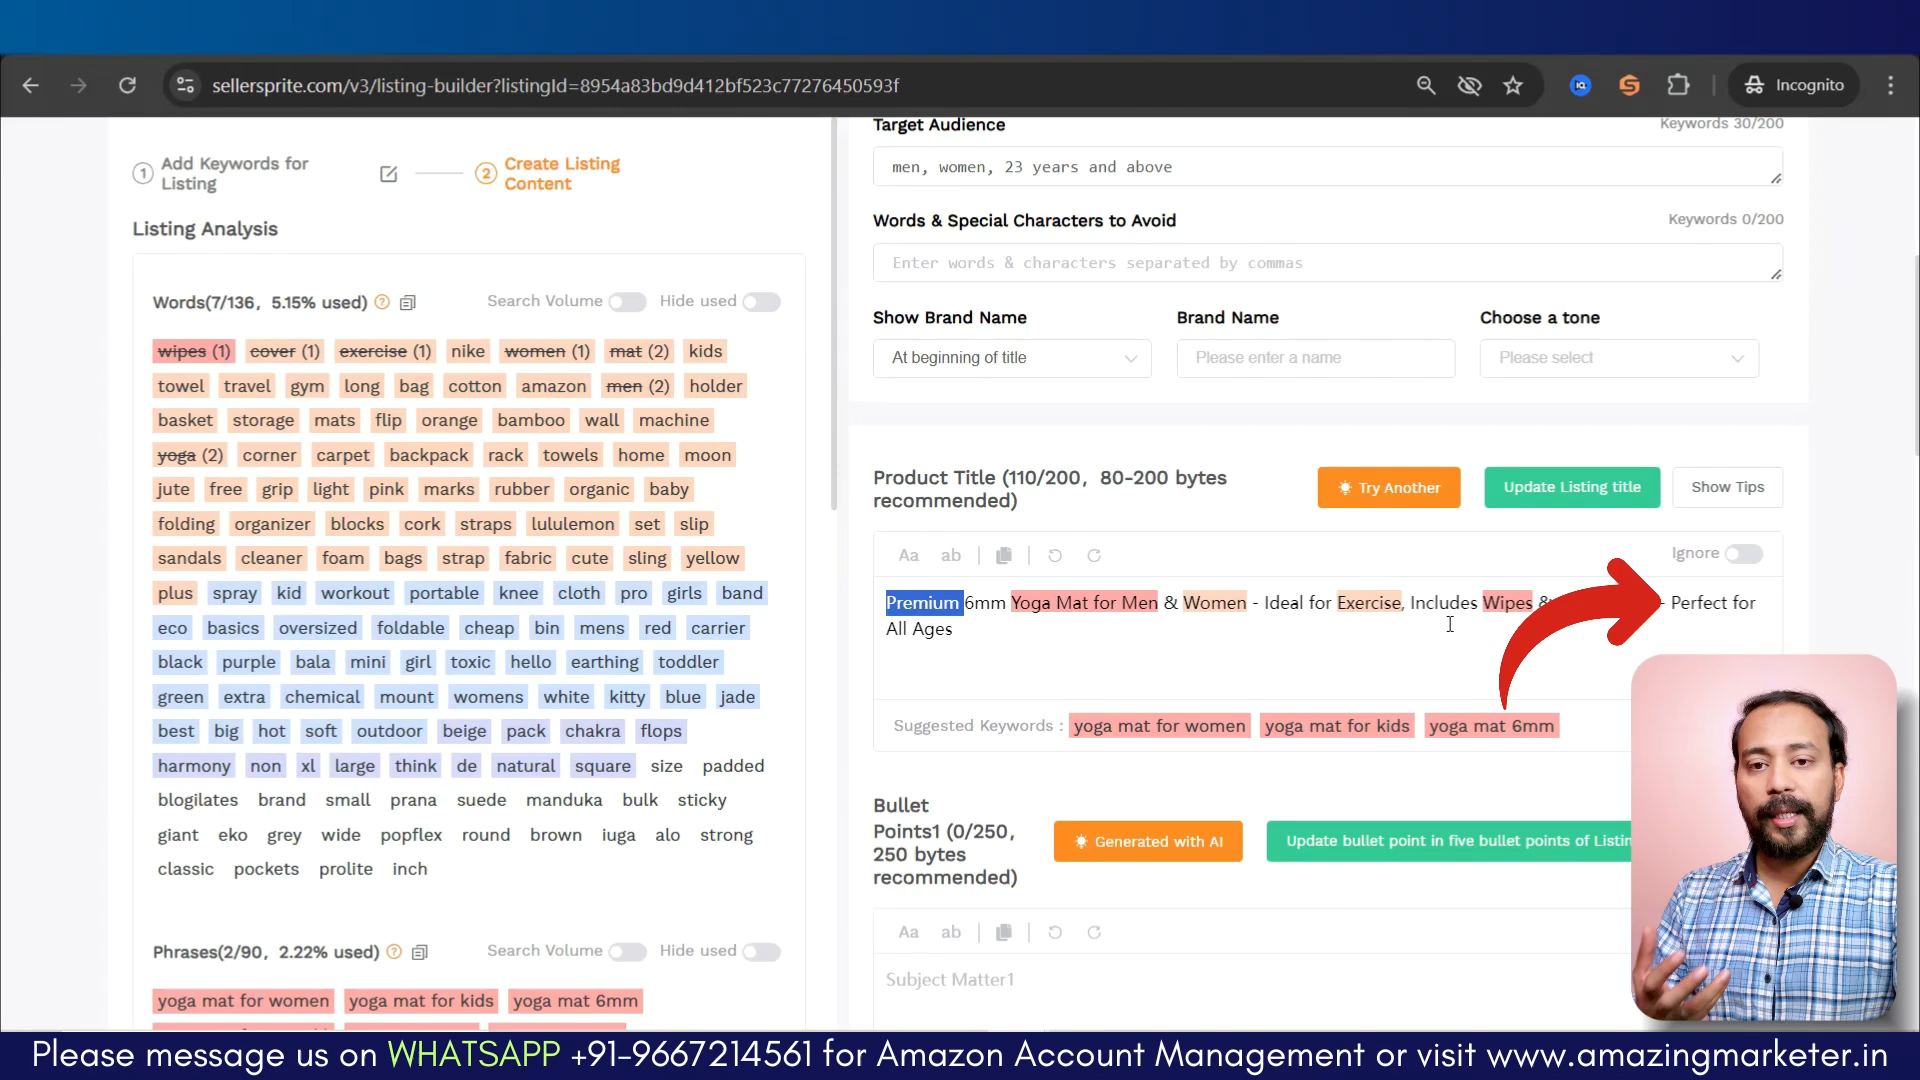 sellersprite.com/v3/listing-builder?listingId=8954a83bd9d412bf523c77276450593f
Incognito
1 Add Keywords for Listing
2 Create Listing Content
Listing Analysis
Words(7/136, 5.15% used) Search Volume Hide used
wipes (1) cover (1) exercise (1) nike women (1) mat (2) kids
towel travel gym long bag cotton amazon men (2) holder
basket storage mats flip orange bamboo wall machine
yoga (2) corner carpet backpack rack towels home moon
jute free grip light pink marks rubber organic baby
folding organizer blocks cork straps lululemon set slip
sandals cleaner foam bags strap fabric cute sling yellow
plus spray kid workout portable knee cloth pro girls band
eco basics oversized foldable cheap bin mens red carrier
black purple bala mini girl toxic hello earthing toddler
green extra chemical mount womens white kitty blue jade
best big hot soft outdoor beige pack chakra flops
harmony non xl large think de natural square size padded
blogilates brand small prana suede manduka bulk sticky
giant eko grey wide popflex round brown iuga alo strong
classic pockets prolite inch
Phrases(2/90, 2.22% used) Search Volume Hide used
yoga mat for women yoga mat for kids yoga mat 6mm
Target Audience Keywords 30/200
men, women, 23 years and above
Words & Special Characters to Avoid Keywords 0/200
Enter words & characters separated by commas
Show Brand Name Brand Name Choose a tone
At beginning of title Please enter a name Please select
Product Title (110/200, 80-200 bytes
recommended)
Try Another Update Listing title Show Tips
Aa ab Ignore
Premium 6mm Yoga Mat for Men & Women - Ideal for Exercise, Includes Wipes & - Perfect for
All Ages
Suggested Keywords : yoga mat for women yoga mat for kids yoga mat 6mm
Bullet
Points1 (0/250,
250 bytes
recommended)
Generated with AI Update bullet point in five bullet points of Listin
Aa ab
Subject Matter1
Please message us on WHATSAPP +91-9667214561 for Amazon Account Management or visit www.amazingmarketer.in